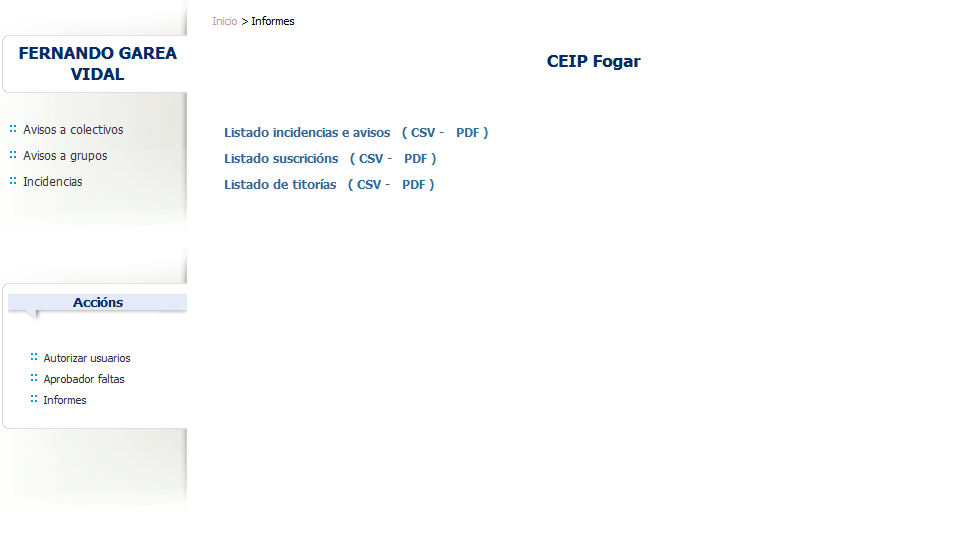 Inicio > Informes
FERNANDO GAREA
VIDAL
CEIP Fogar
Avisos a colectivos
Avisos a grupos
Incidencias
Listado incidencias e avisos ( CSV - PDF )
Listado suscricións ( CSV - PDF )
Listado de titorías ( CSV - PDF )
Accións
Autorizar usuarios
Aprobador faltas
Informes